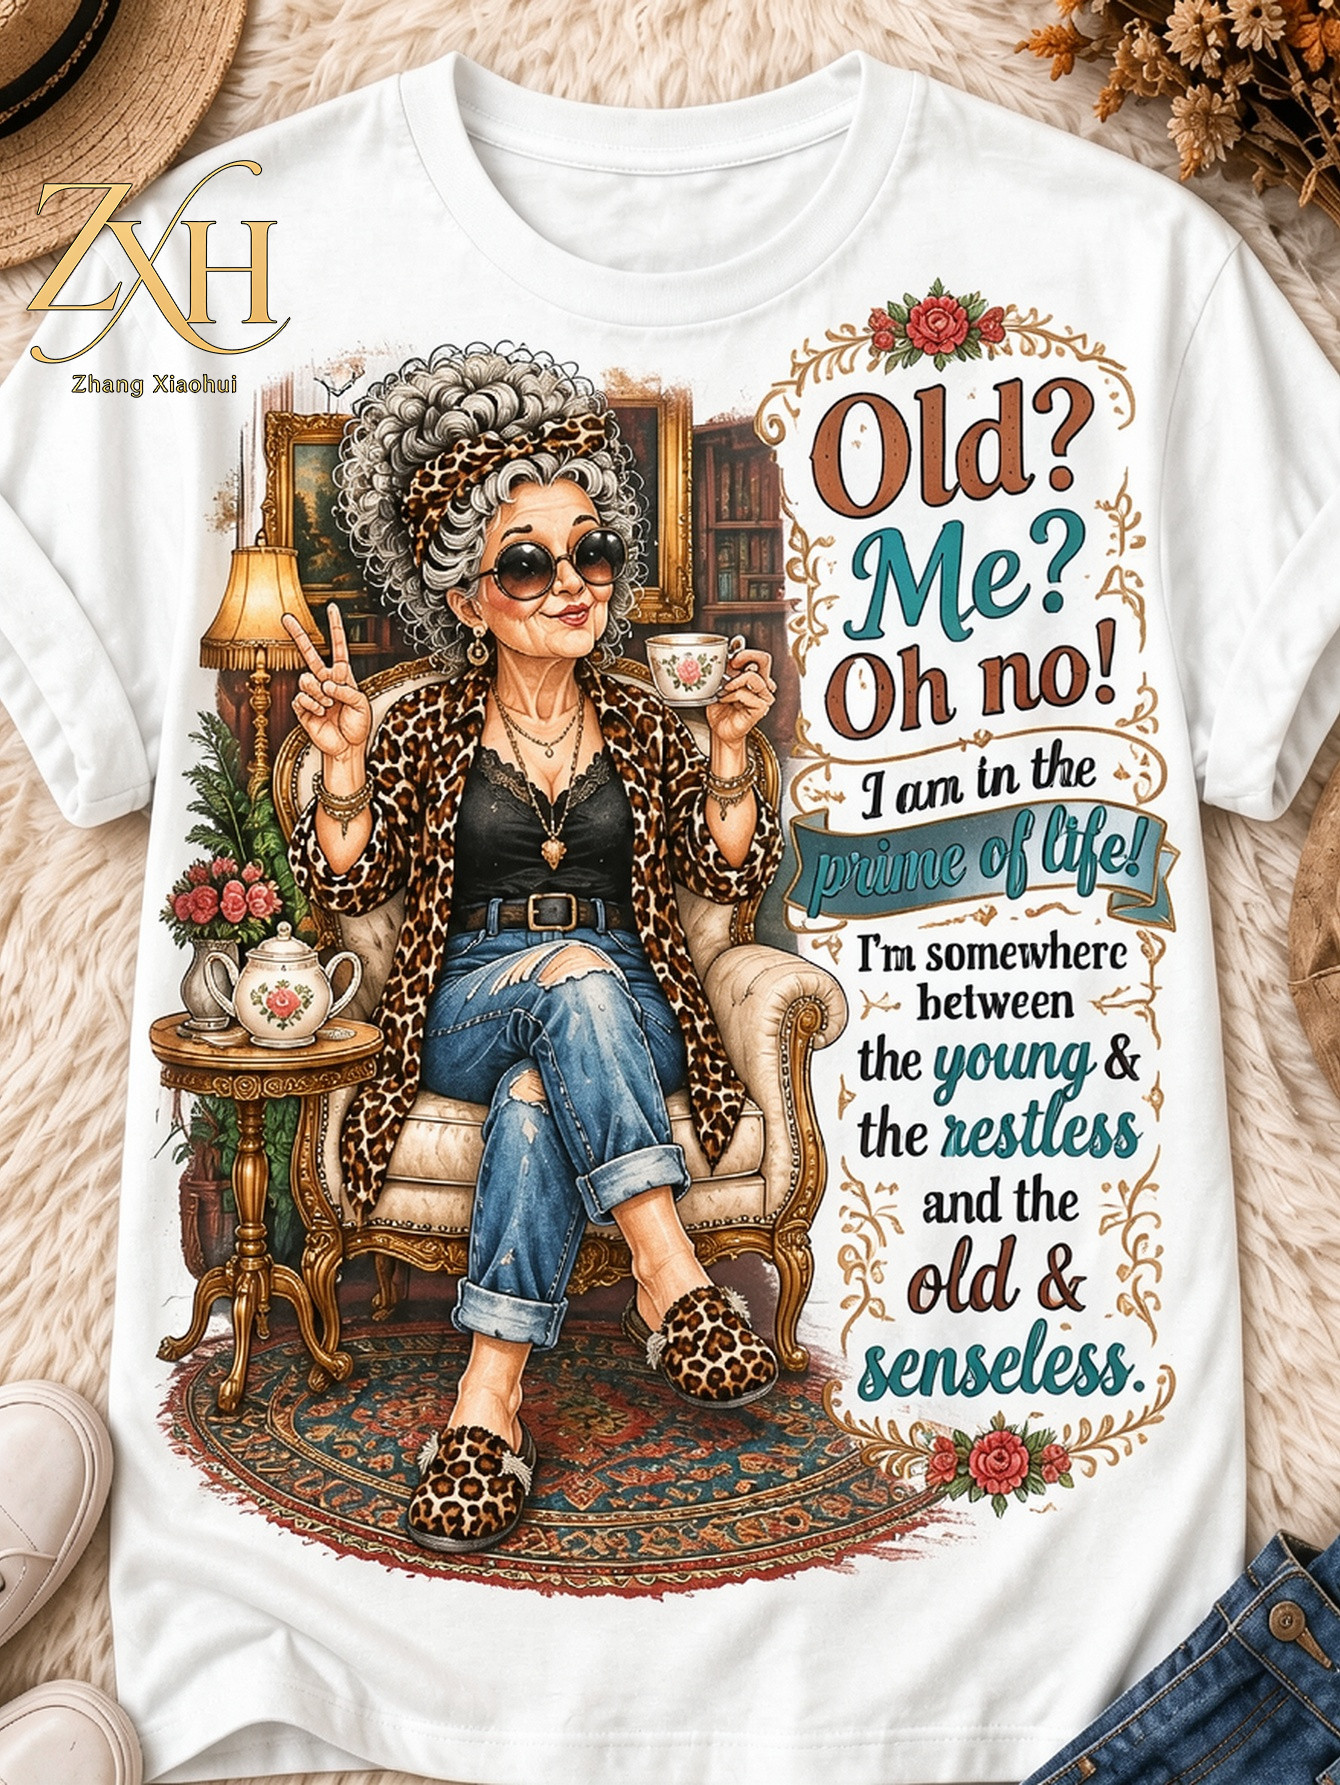 ZXH
Zhang Xiaohui
Old?
Me?
Oh no!
I am in the
prime of life!
I'm somewhere
between
the young &
the restless
and the
old &
senseless.